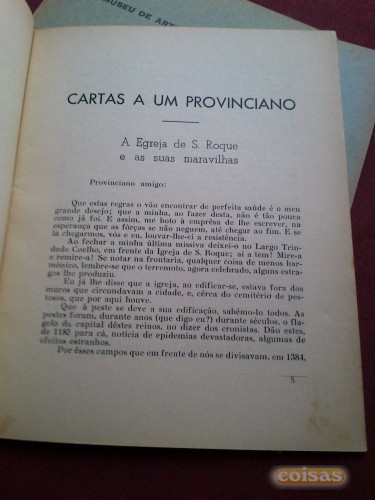 MUSEU DE ART
CARTAS A UM PROVINCIANO
A Egreja de S. Roque
e as suas maravilhas
Provinciano amigo:
Que estas regras o vão encontrar de perfeita saúde é o meu
grande desejo; que a minha, ao fazer desta, não é tão pouca
como já foi. E assim, me hoto à emprêsa de lhe escrever, na
esperança que as fôrças se não neguem, até chegar ao fim. E se
lá chegarmos, vós e eu, louvar-lhe-ei a resistência.
Ao fechar a minha última missiva deixei-o no Largo Trin-
dade Coelho, em frente da Igreja de S. Roque; ai a tem! Mire-a
e remire-a! Se notar na frontaria, qualquer coisa de menos har-
mónico, lembre-se que o terremoto, agora celebrado, alguns estra-
gos lhe produziu.
Eu já lhe disse que a igreja, ao edificar-se, estava fora dos
muros que circundavam a cidade, e, cêrca do cemitério de pes-
tosos, que por aqui houve.
Que à peste se deve a sua edificação, sabêmo-lo todos. As
pestes foram, durante anos (que digo eu?) durante séculos, o fla-
gelo da capital dêstes reinos, no dizer dos cronistas. Dão estes,
de 1185 para cá, notícia de epidemias devastadoras, algumas de
efeitos estranhos.
Por êsses campos que em frente de nós se divisavam, em 1384,
5
coisas